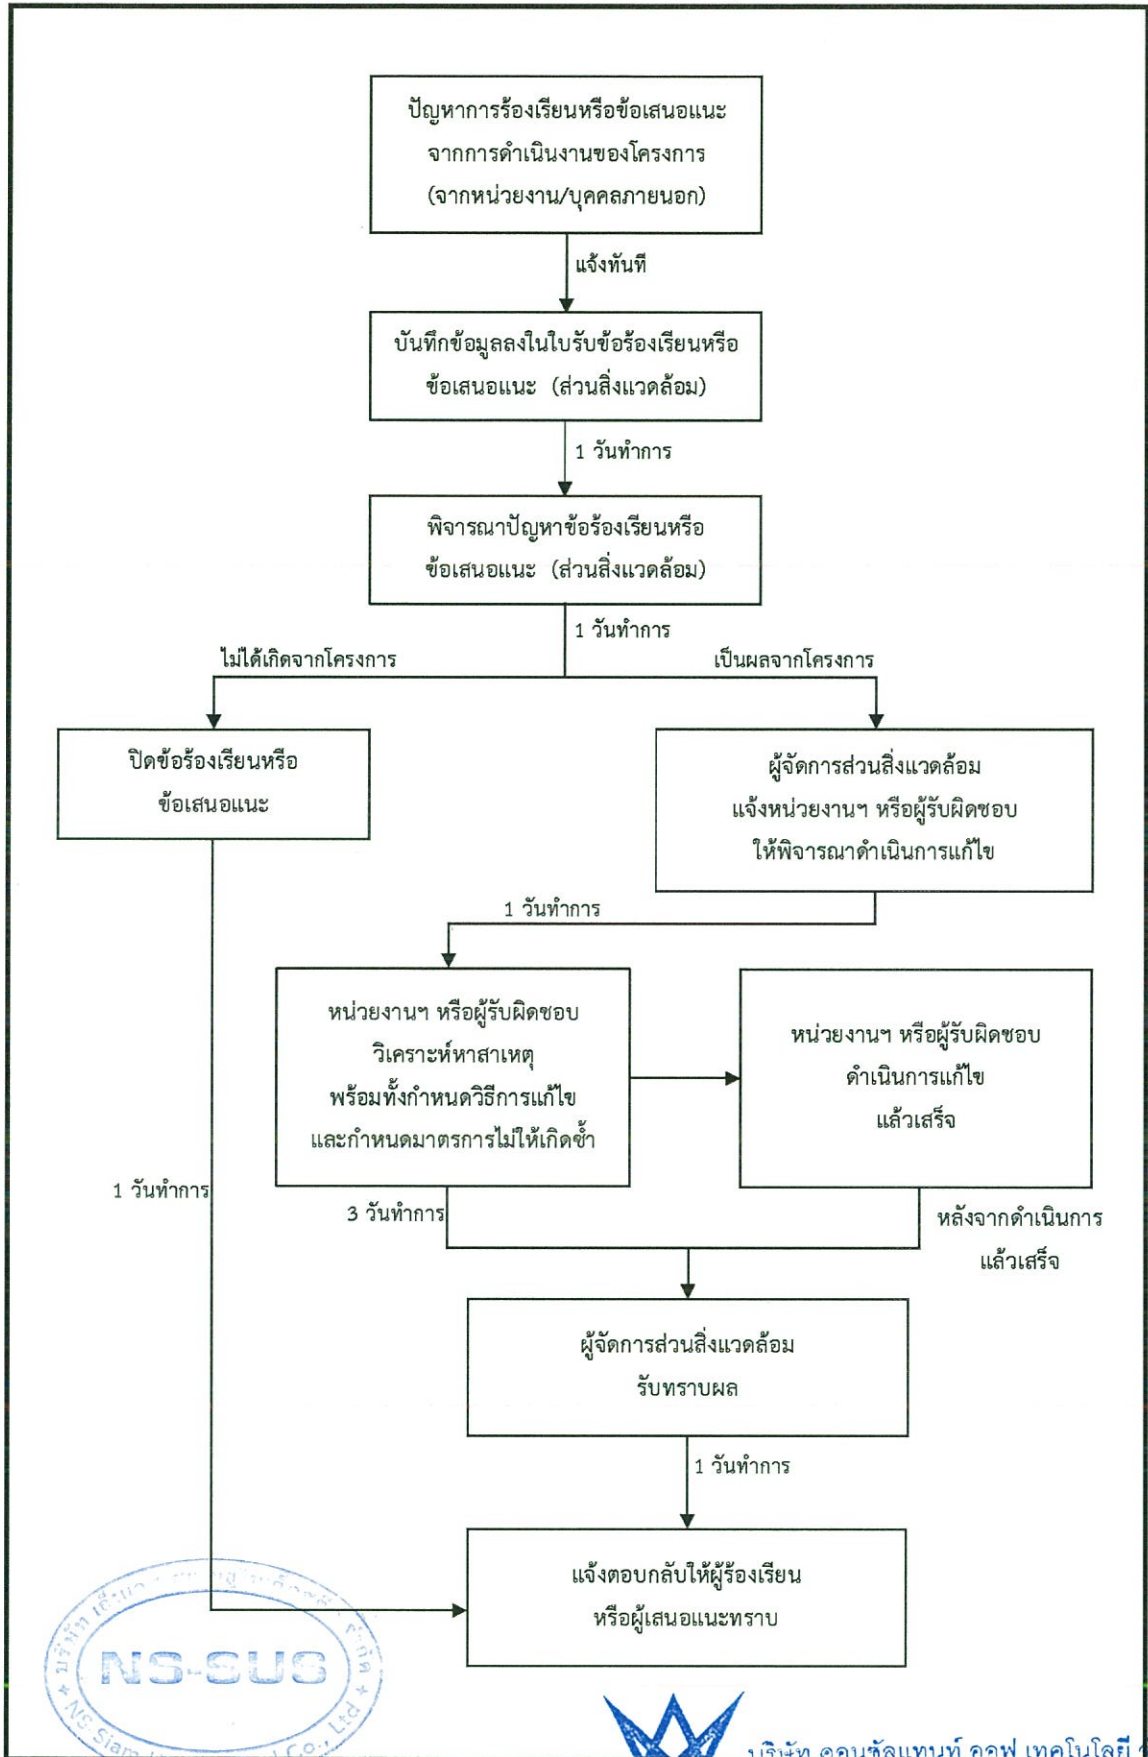 ปัญหาการร้องเรียนหรือข้อเสนอแนะ
จากการดำเนินงานของโครงการ
(จากหน่วยงาน/บุคคลภายนอก)
แจ้งทันที
บันทึกข้อมูลลงในใบรับข้อร้องเรียนหรือ
ข้อเสนอแนะ (ส่วนสิ่งแวดล้อม)
1 วันทำการ
พิจารณาปัญหาข้อร้องเรียนหรือ
ข้อเสนอแนะ (ส่วนสิ่งแวดล้อม)
1 วันทำการ
ไม่ได้เกิดจากโครงการ
เป็นผลจากโครงการ
ปิดข้อร้องเรียนหรือ
ข้อเสนอแนะ
ผู้จัดการส่วนสิ่งแวดล้อม
แจ้งหน่วยงานฯ หรือผู้รับผิดชอบ
ให้พิจารณาดำเนินการแก้ไข
1 วันทำการ
หน่วยงานฯ หรือผู้รับผิดชอบ
วิเคราะห์หาสาเหตุ
พร้อมทั้งกำหนดวิธีการแก้ไข
และกำหนดมาตรการไม่ให้เกิดซ้ำ
หน่วยงานฯ หรือผู้รับผิดชอบ
ดำเนินการแก้ไข
แล้วเสร็จ
1 วันทำการ
3 วันทำการ
หลังจากดำเนินการ
แล้วเสร็จ
ผู้จัดการส่วนสิ่งแวดล้อม
รับทราบผล
1 วันทำการ
แจ้งตอบกลับให้ผู้ร้องเรียน
หรือผู้เสนอแนะทราบ
บริษัท
จำกัด
NS-SUS
NS-Siam
Co., Ltd
บริษัท คอนซัลแทนท์ ออฟ เทคโนโลยี